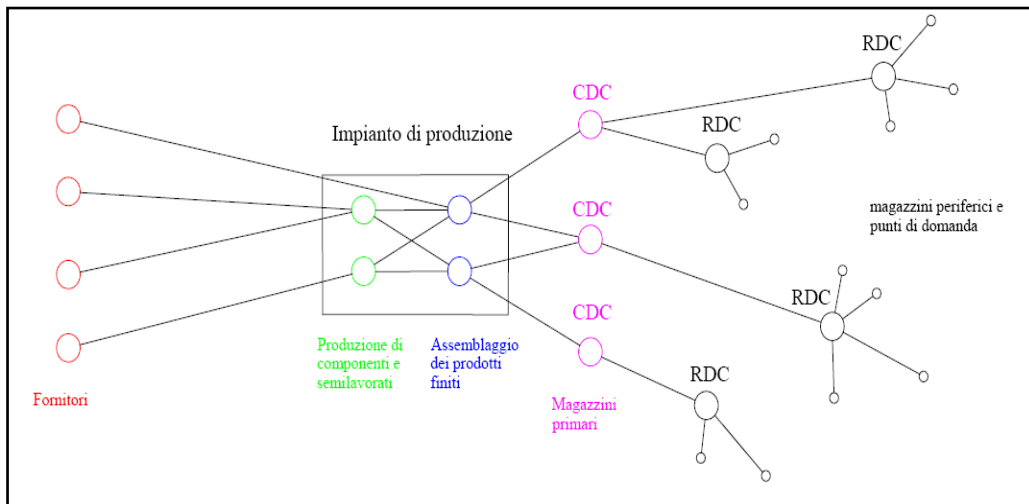 RDC
CDC
RDC
Impianto di produzione
magazzini periferici e
punti di domanda
CDC
RDC
CDC
Produzione di
componenti e
semilavorati
Assemblaggio
dei prodotti
finiti
RDC
Fornitori
Magazzini
primari